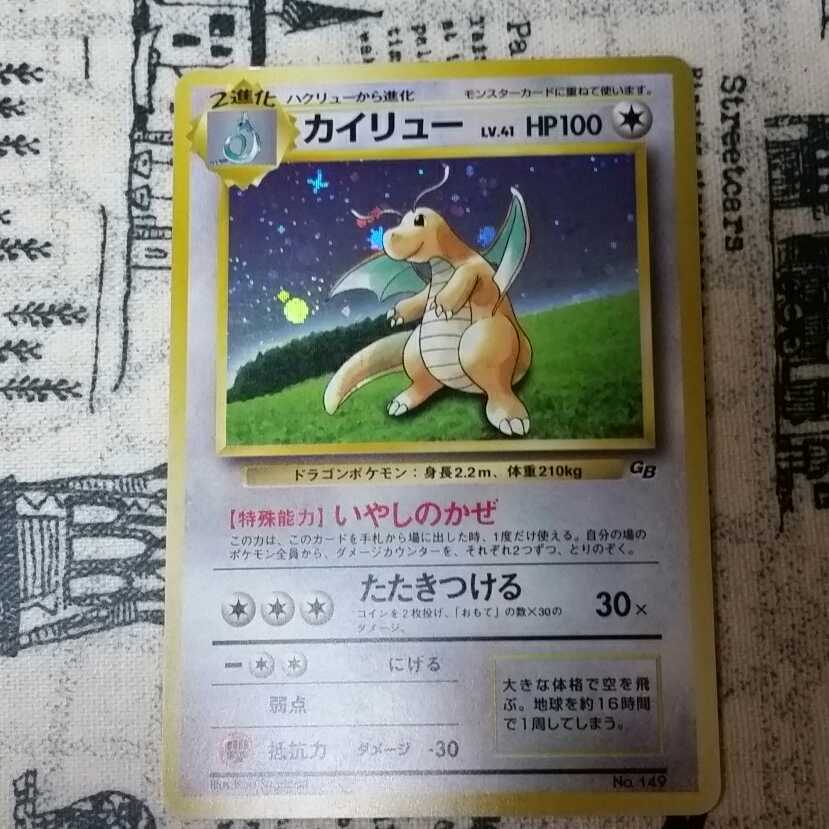 2進化
ハクリューから進化
モンスターカードに重ねて使います。
カイリュー LV.41 HP100
ドラゴンポケモン：身長2.2m、体重210kg
GB
【特殊能力】いやしのかぜ
この力は、このカードを手札から場に出した時、1度だけ使える。自分の場の
ポケモン全員から、ダメージカウンターを、それぞれ2つずつ、とりのぞく。
たたきつける 30×
コインを2枚投げ、「おもて」の数×30の
ダメージ。
にげる
弱点
抵抗力 ダメージ -30
大きな体格で空を飛
ぶ。地球を約16時間
で1周してしまう。
No. 149
Streetcars